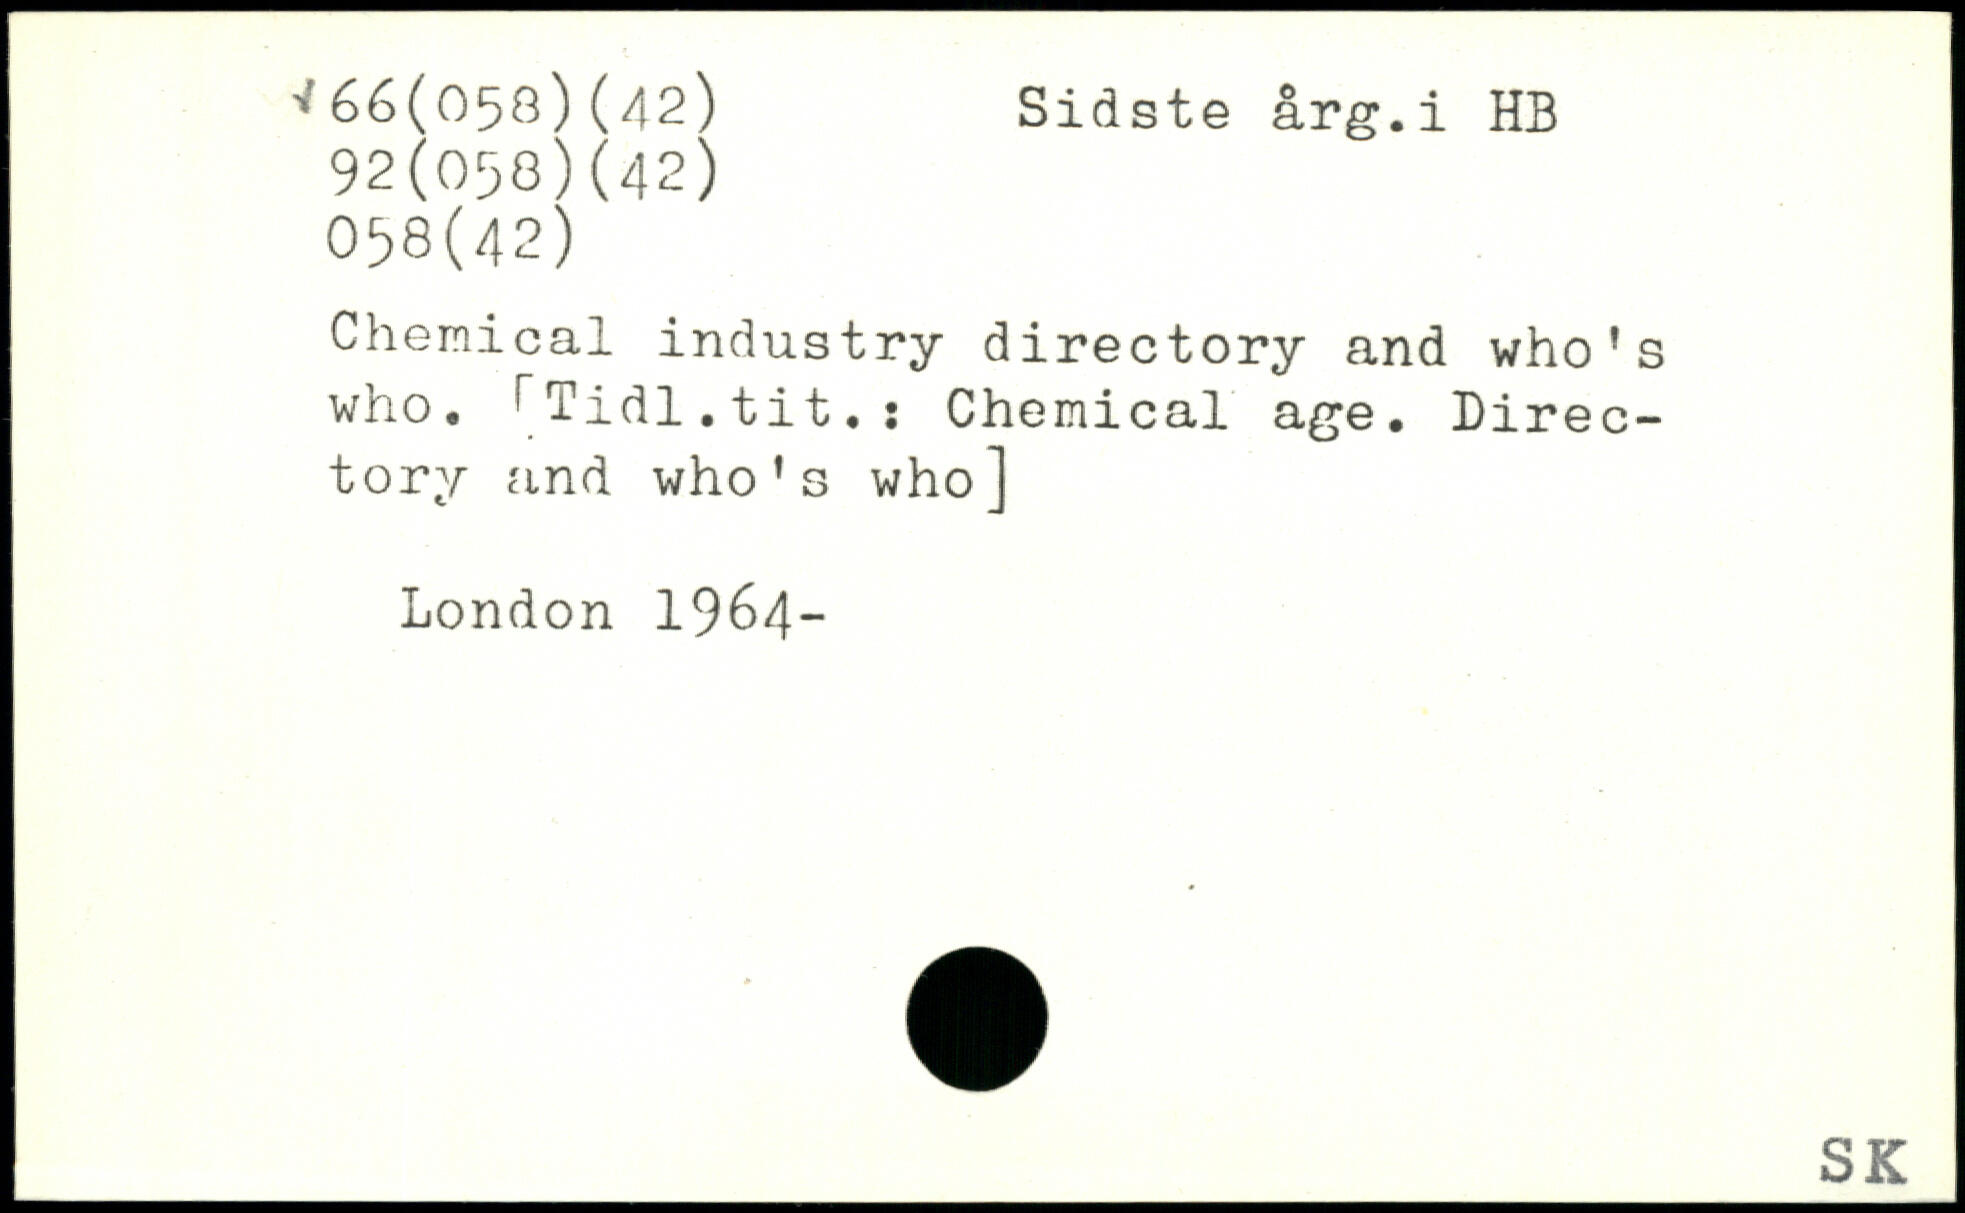 ✓66(058)(42) Sidste årg.i HB
92(058)(42)
058(42)
Chemical industry directory and who's
who. [Tidl.tit.: Chemical age. Direc-
tory and who's who]
London 1964-
SK